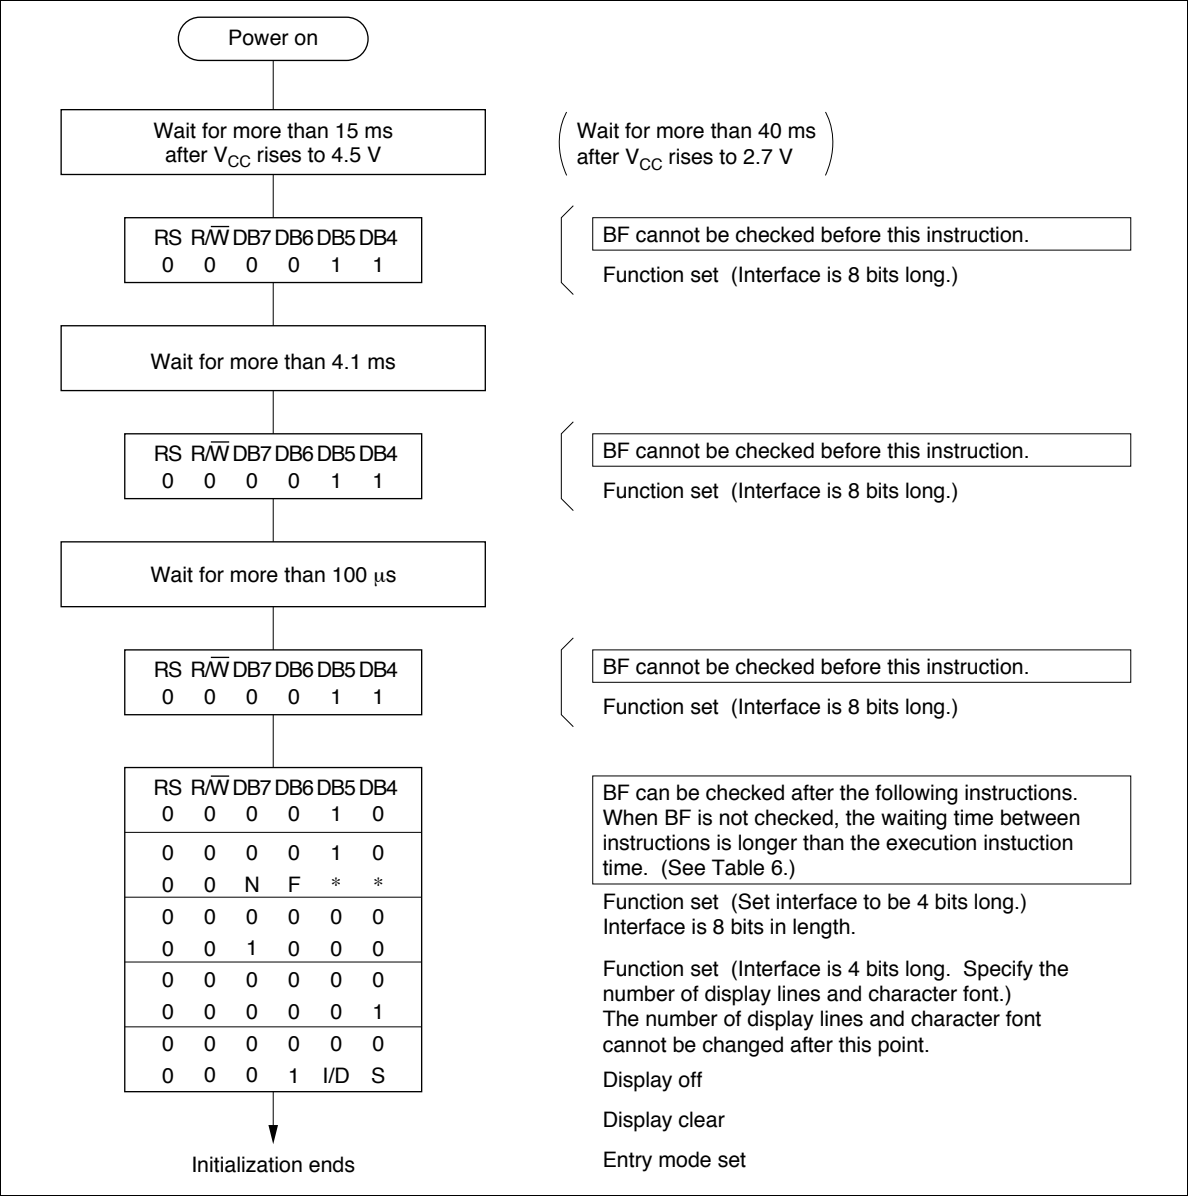 Power on
Wait for more than 15 ms
after VCC rises to 4.5 V
Wait for more than 40 ms
after VCC rises to 2.7 V
RS R/W̅ DB7 DB6 DB5 DB4
0 0 0 0 1 1
BF cannot be checked before this instruction.
Function set (Interface is 8 bits long.)
Wait for more than 4.1 ms
RS R/W̅ DB7 DB6 DB5 DB4
0 0 0 0 1 1
BF cannot be checked before this instruction.
Function set (Interface is 8 bits long.)
Wait for more than 100 μs
RS R/W̅ DB7 DB6 DB5 DB4
0 0 0 0 1 1
BF cannot be checked before this instruction.
Function set (Interface is 8 bits long.)
RS R/W̅ DB7 DB6 DB5 DB4
0 0 0 0 1 0
0 0 0 0 1 0
0 0 N F * *
0 0 0 0 0 0
0 0 1 0 0 0
0 0 0 0 0 0
0 0 0 0 0 1
0 0 0 0 0 0
0 0 0 1 I/D S
Initialization ends
BF can be checked after the following instructions.
When BF is not checked, the waiting time between
instructions is longer than the execution instuction
time. (See Table 6.)
Function set (Set interface to be 4 bits long.)
Interface is 8 bits in length.
Function set (Interface is 4 bits long. Specify the
number of display lines and character font.)
The number of display lines and character font
cannot be changed after this point.
Display off
Display clear
Entry mode set